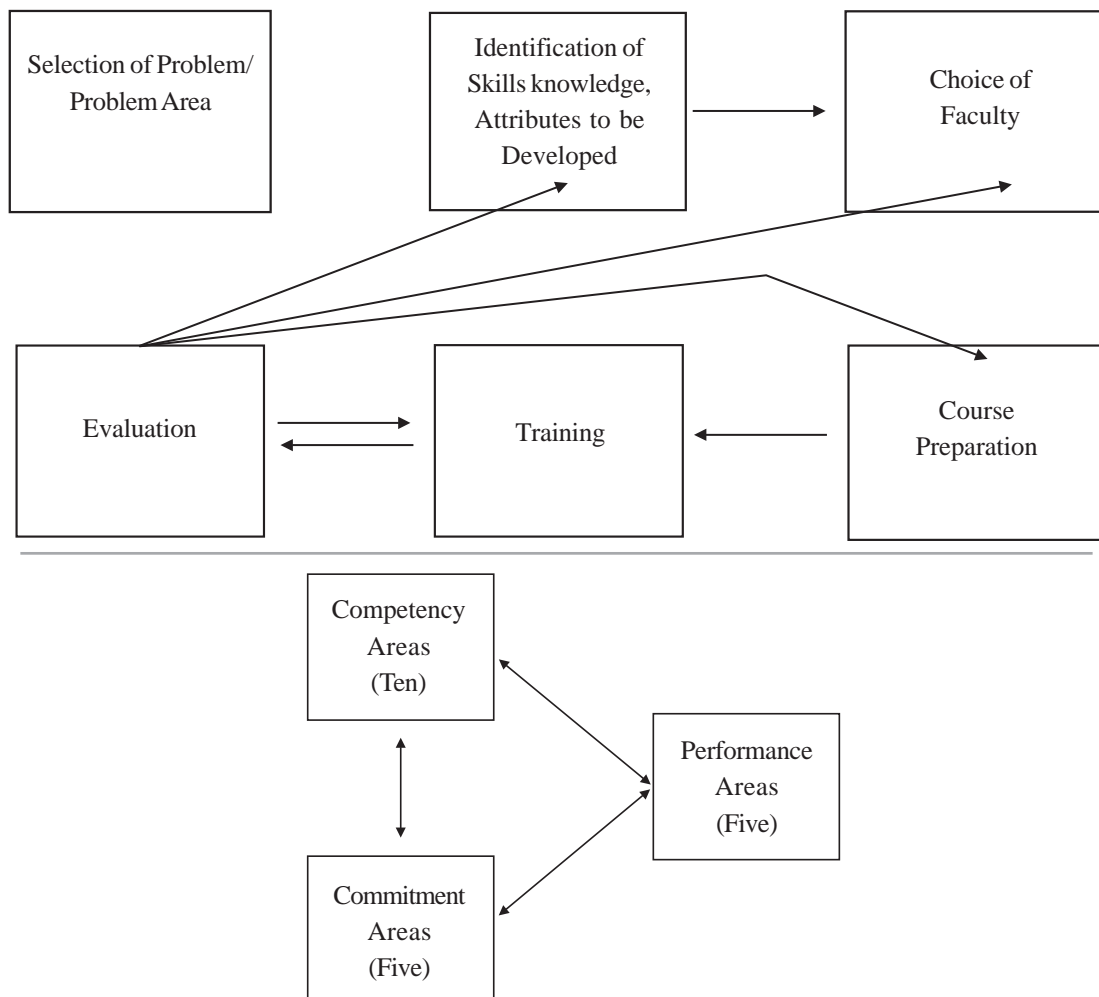 Selection of Problem/
Problem Area
Identification of
Skills knowledge,
Attributes to be
Developed
Choice of
Faculty
Evaluation
Training
Course
Preparation
Competency
Areas
(Ten)
Performance
Areas
(Five)
Commitment
Areas
(Five)